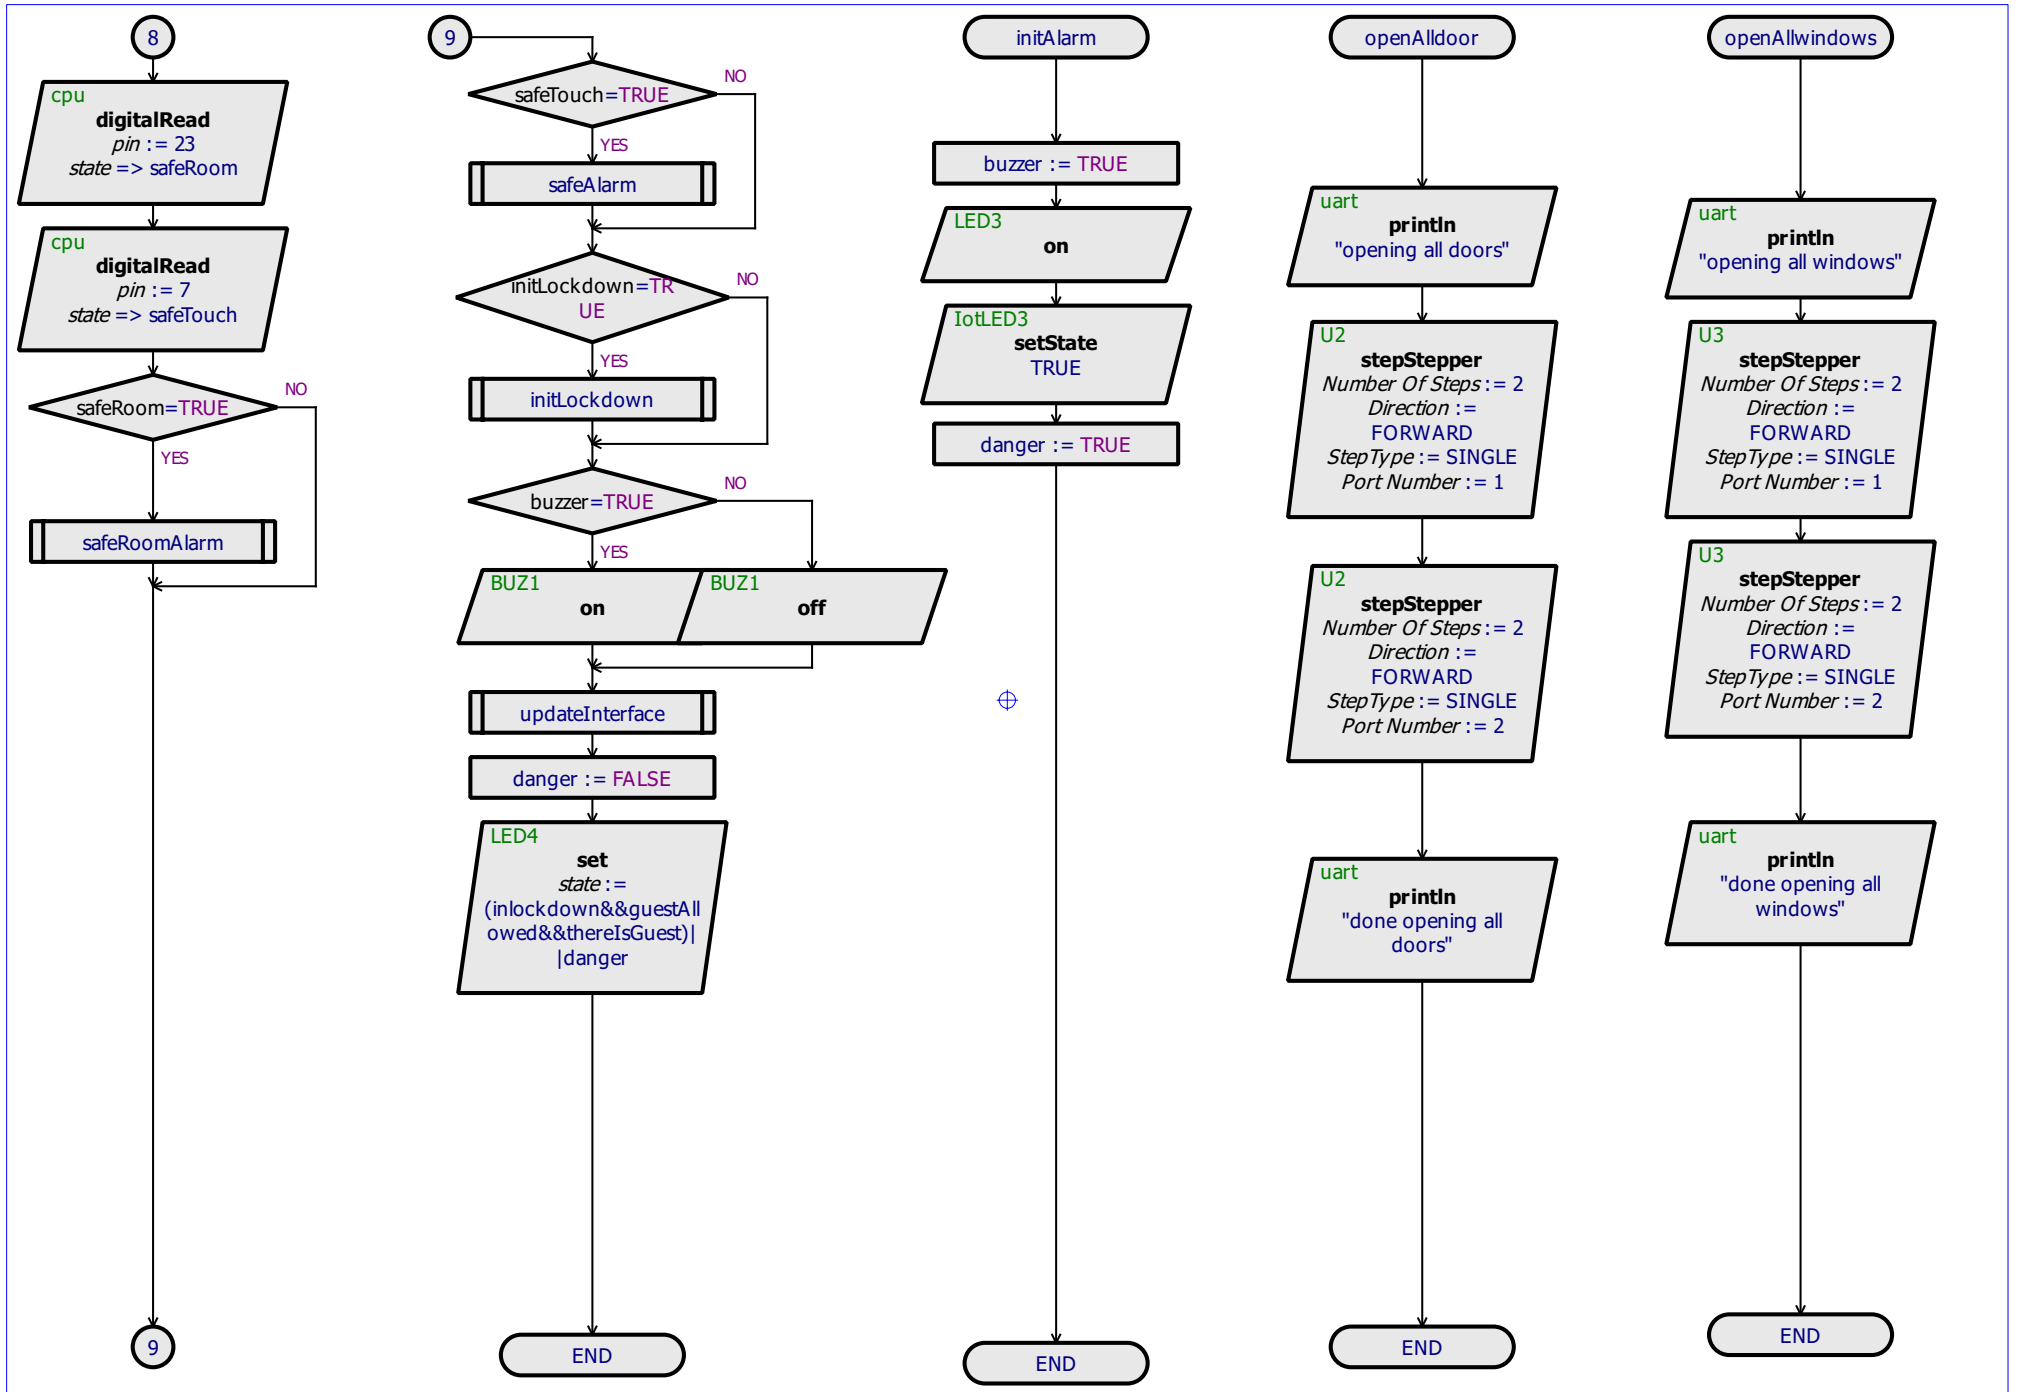 8
cpu
digitalRead
pin := 23
state => safeRoom
cpu
digitalRead
pin := 7
state => safeTouch
safeRoom=TRUE
NO
YES
safeRoomAlarm
9
9
safeTouch=TRUE
NO
YES
safeAlarm
initLockdown=TR
UE
NO
YES
initLockdown
buzzer=TRUE
NO
YES
BUZ1
on
BUZ1
off
updateInterface
danger := FALSE
LED4
set
state :=
(inlockdown&&guestAll
owed&&thereIsGuest)|
|danger
END
initAlarm
buzzer := TRUE
LED3
on
IotLED3
setState
TRUE
danger := TRUE
END
openAlldoor
uart
println
"opening all doors"
U2
stepStepper
Number Of Steps := 2
Direction :=
FORWARD
StepType := SINGLE
Port Number := 1
U2
stepStepper
Number Of Steps := 2
Direction :=
FORWARD
StepType := SINGLE
Port Number := 2
uart
println
"done opening all
doors"
END
openAllwindows
uart
println
"opening all windows"
U3
stepStepper
Number Of Steps := 2
Direction :=
FORWARD
StepType := SINGLE
Port Number := 1
U3
stepStepper
Number Of Steps := 2
Direction :=
FORWARD
StepType := SINGLE
Port Number := 2
uart
println
"done opening all
windows"
END